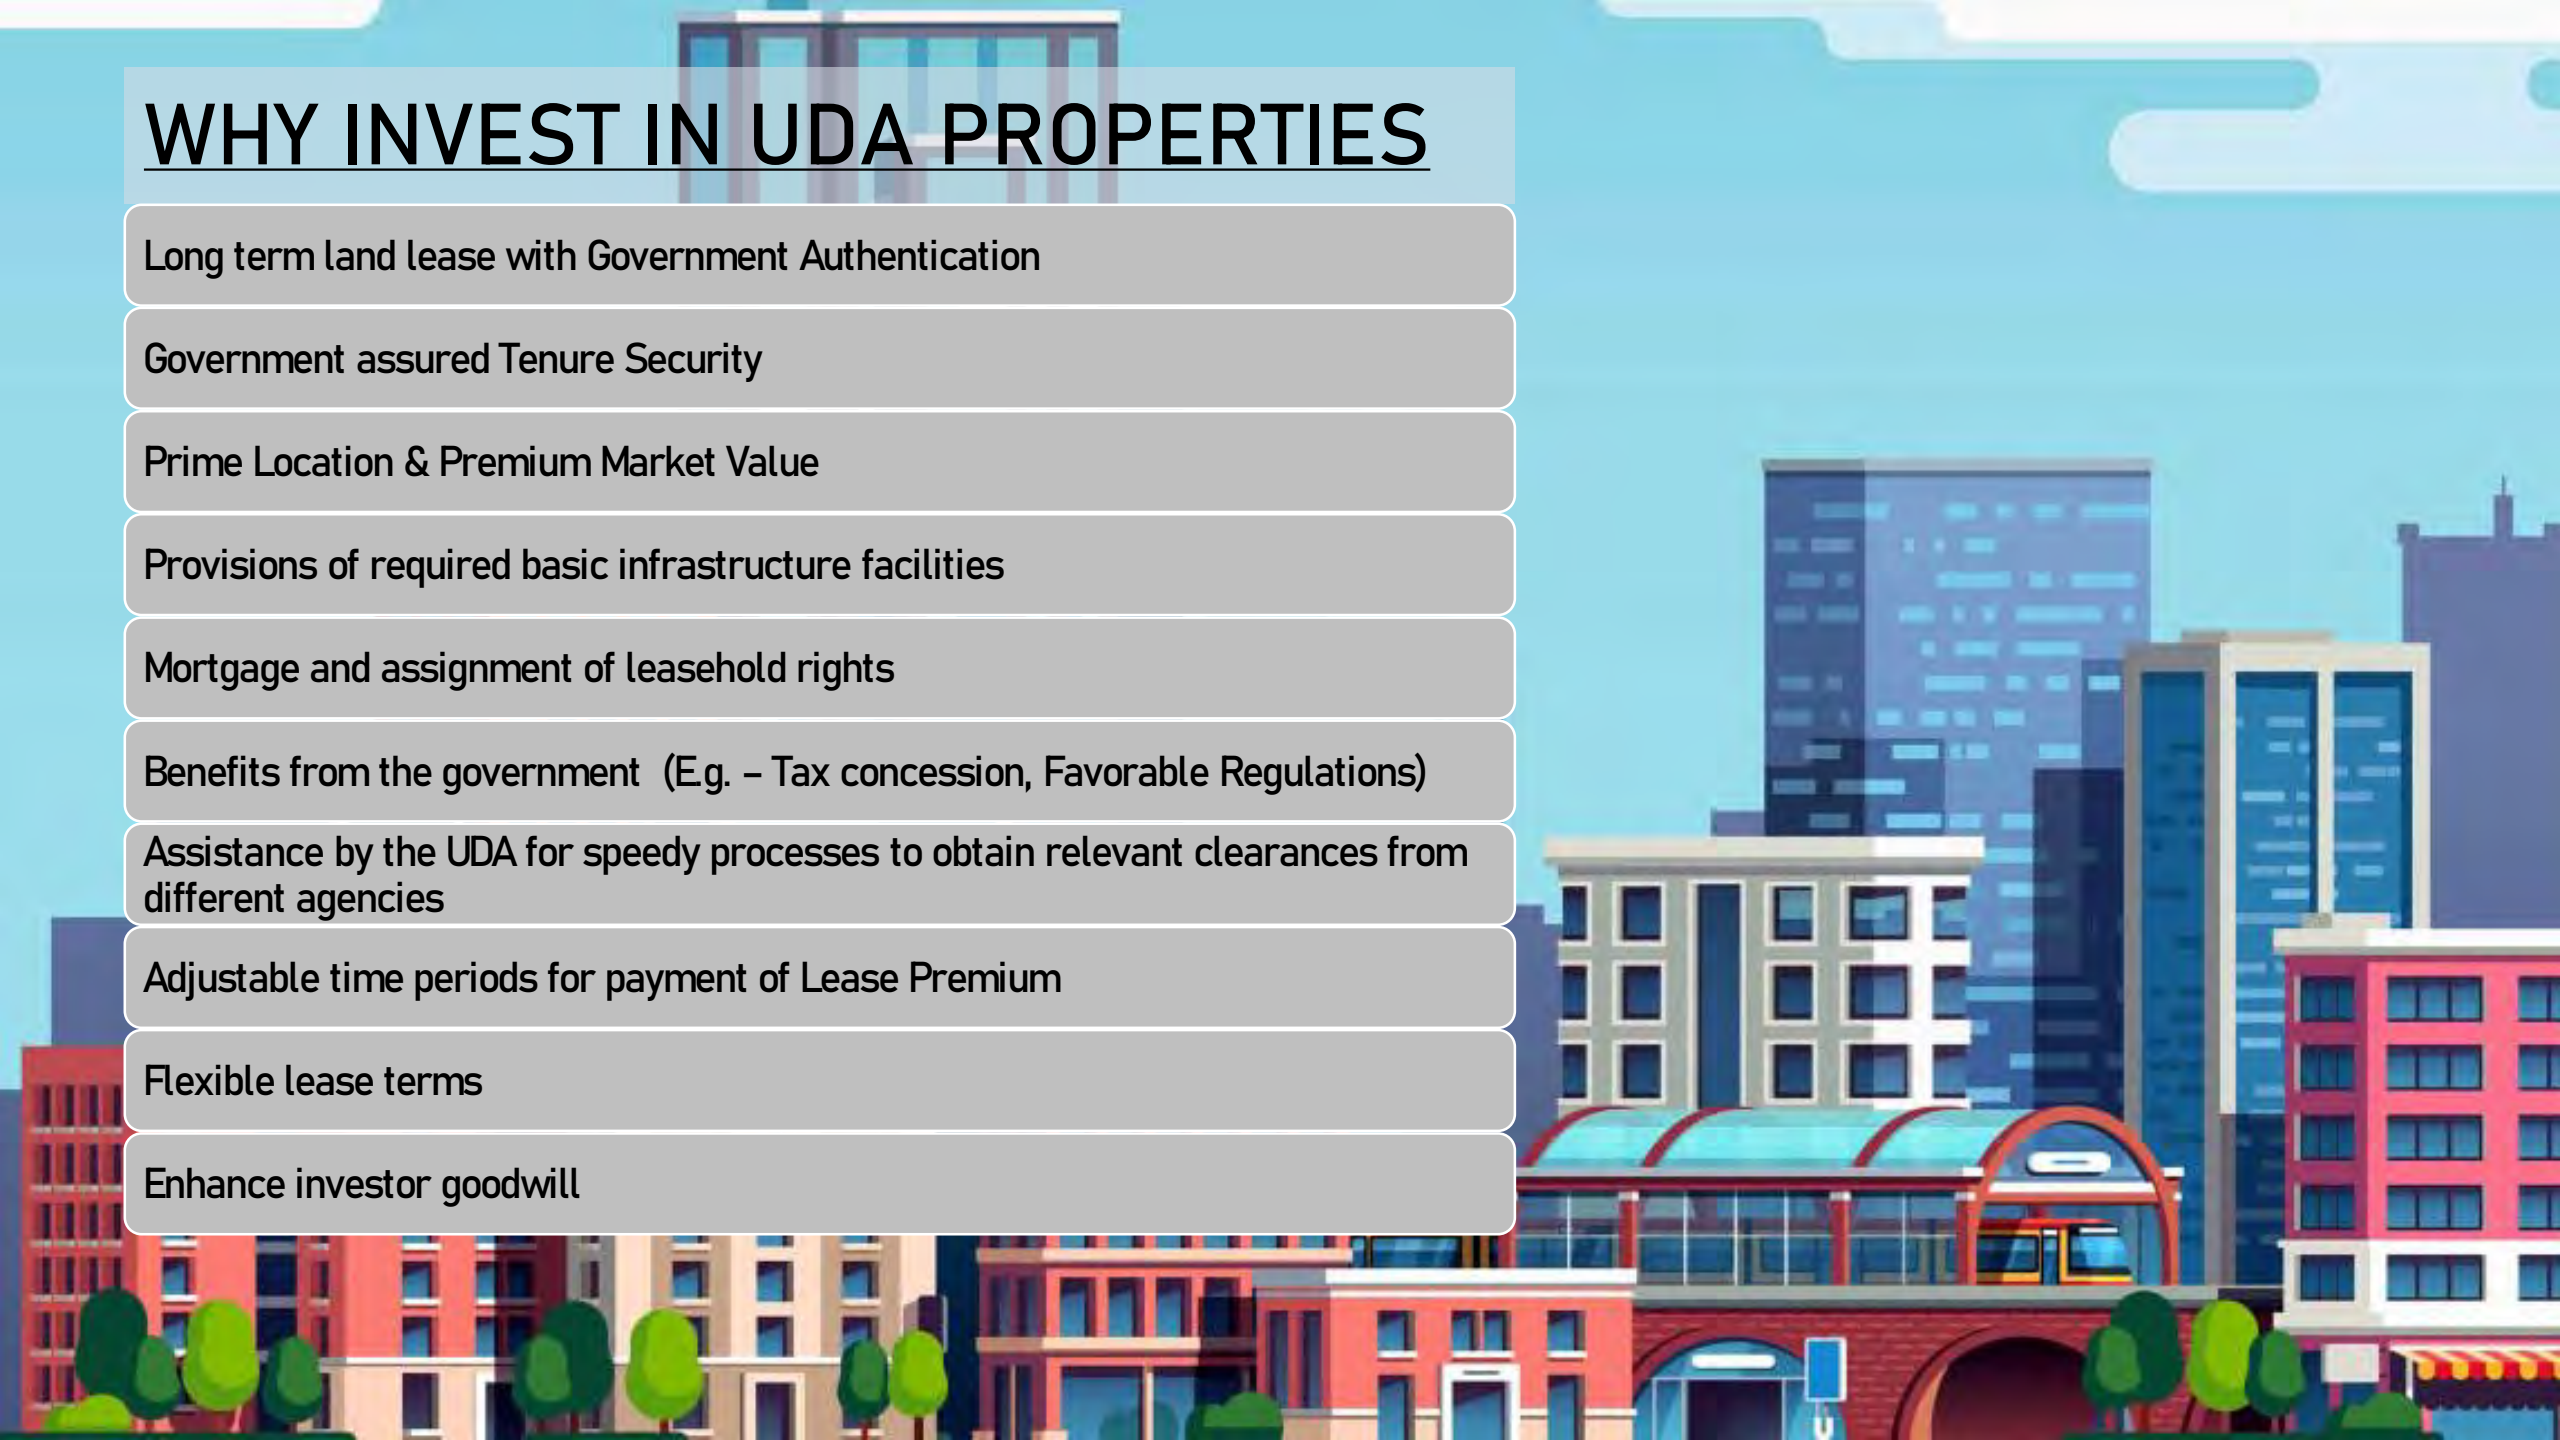 WHY INVEST IN UDA PROPERTIES
Long term land lease with Government Authentication
Government assured Tenure Security
Prime Location & Premium Market Value
Provisions of required basic infrastructure facilities
Mortgage and assignment of leasehold rights
Benefits from the government  (E.g. – Tax concession, Favorable Regulations)
Assistance by the UDA for speedy processes to obtain relevant clearances from
different agencies
Adjustable time periods for payment of Lease Premium
Flexible lease terms
Enhance investor goodwill